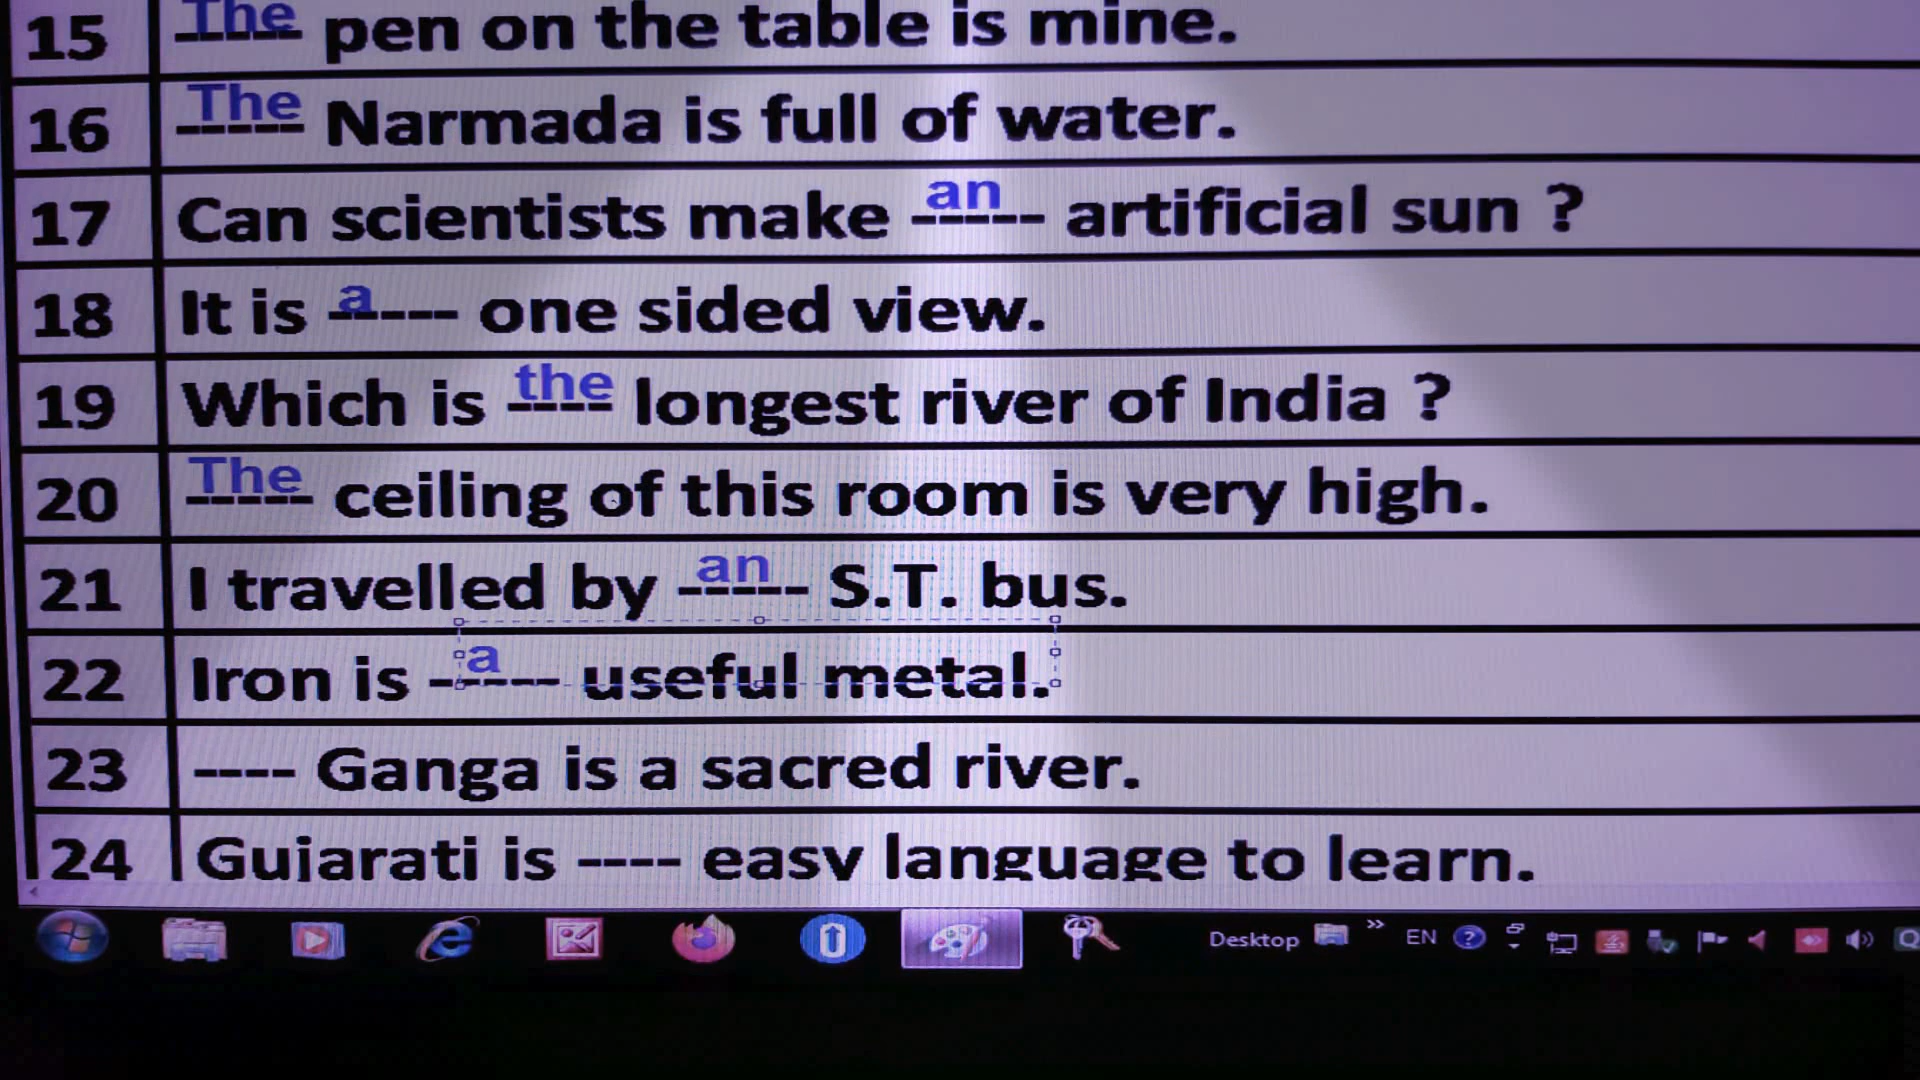 15 The pen on the table is mine.
16 The Narmada is full of water.
17 Can scientists make an artificial sun ?
18 It is a---- one sided view.
19 Which is the longest river of India ?
20 The ceiling of this room is very high.
21 I travelled by an S.T. bus.
22 Iron is -a---- useful metal.
23 ---- Ganga is a sacred river.
24 Gujarati is ---- easy language to learn.
Desktop » EN